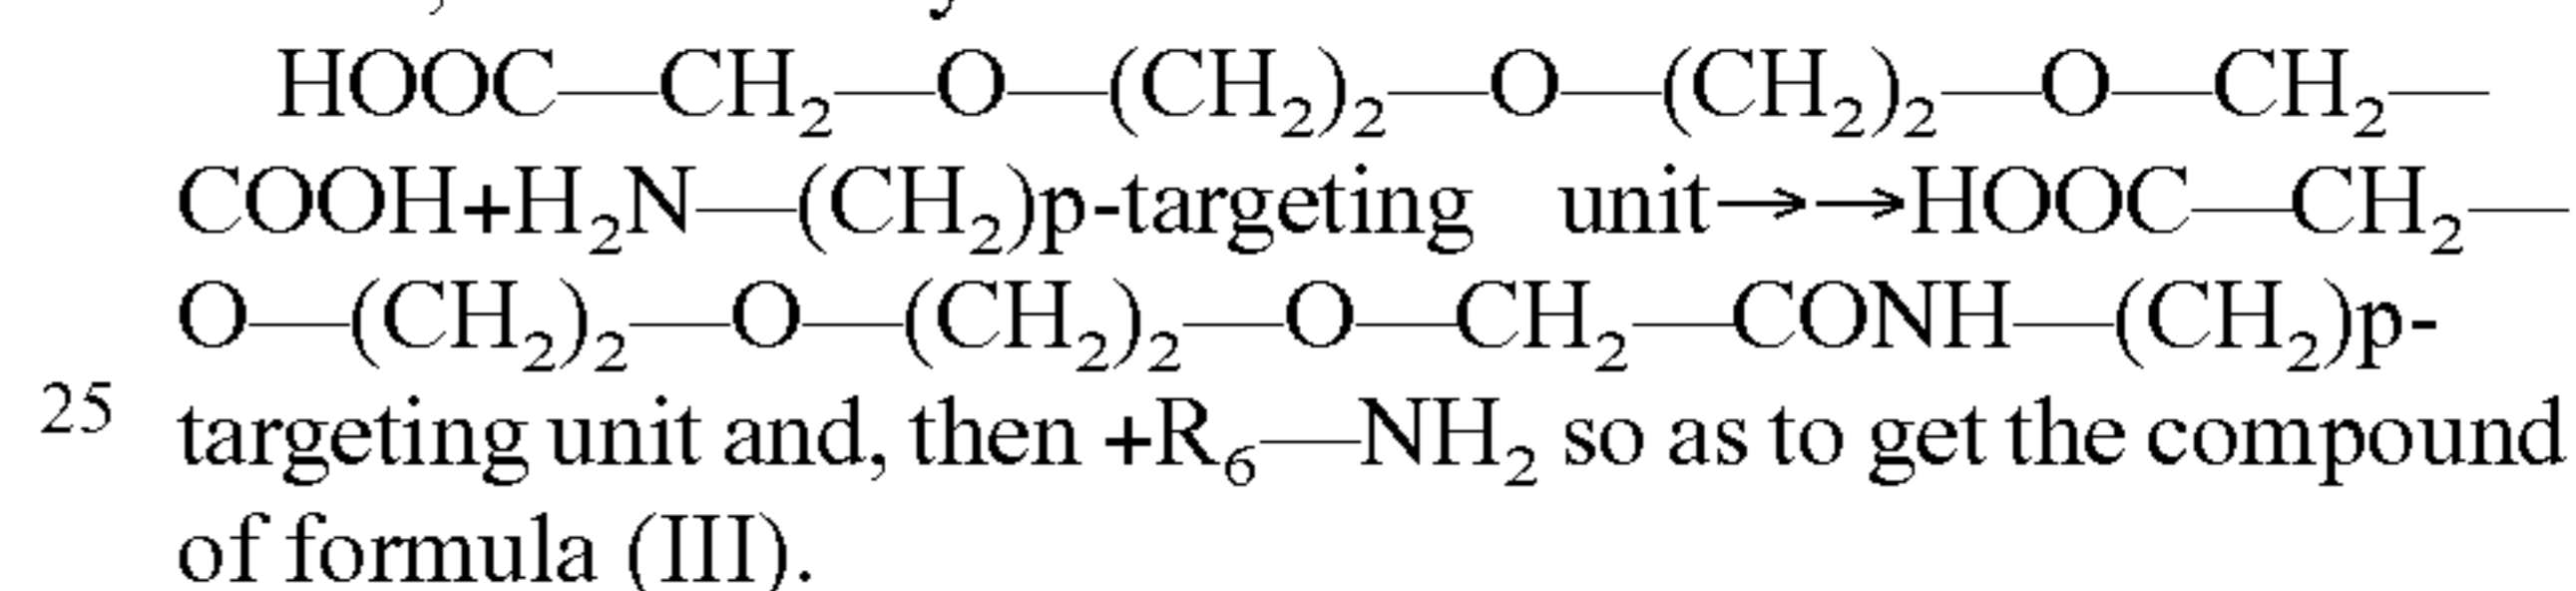 HOOC—CH₂—O—(CH₂)₂—O—(CH₂)₂—O—CH₂—
COOH+H₂N—(CH₂)p-targeting unit→→HOOC—CH₂—
O—(CH₂)₂—O—(CH₂)₂—O—CH₂—CONH—(CH₂)p-
25 targeting unit and, then +R₆—NH₂ so as to get the compound
of formula (III).